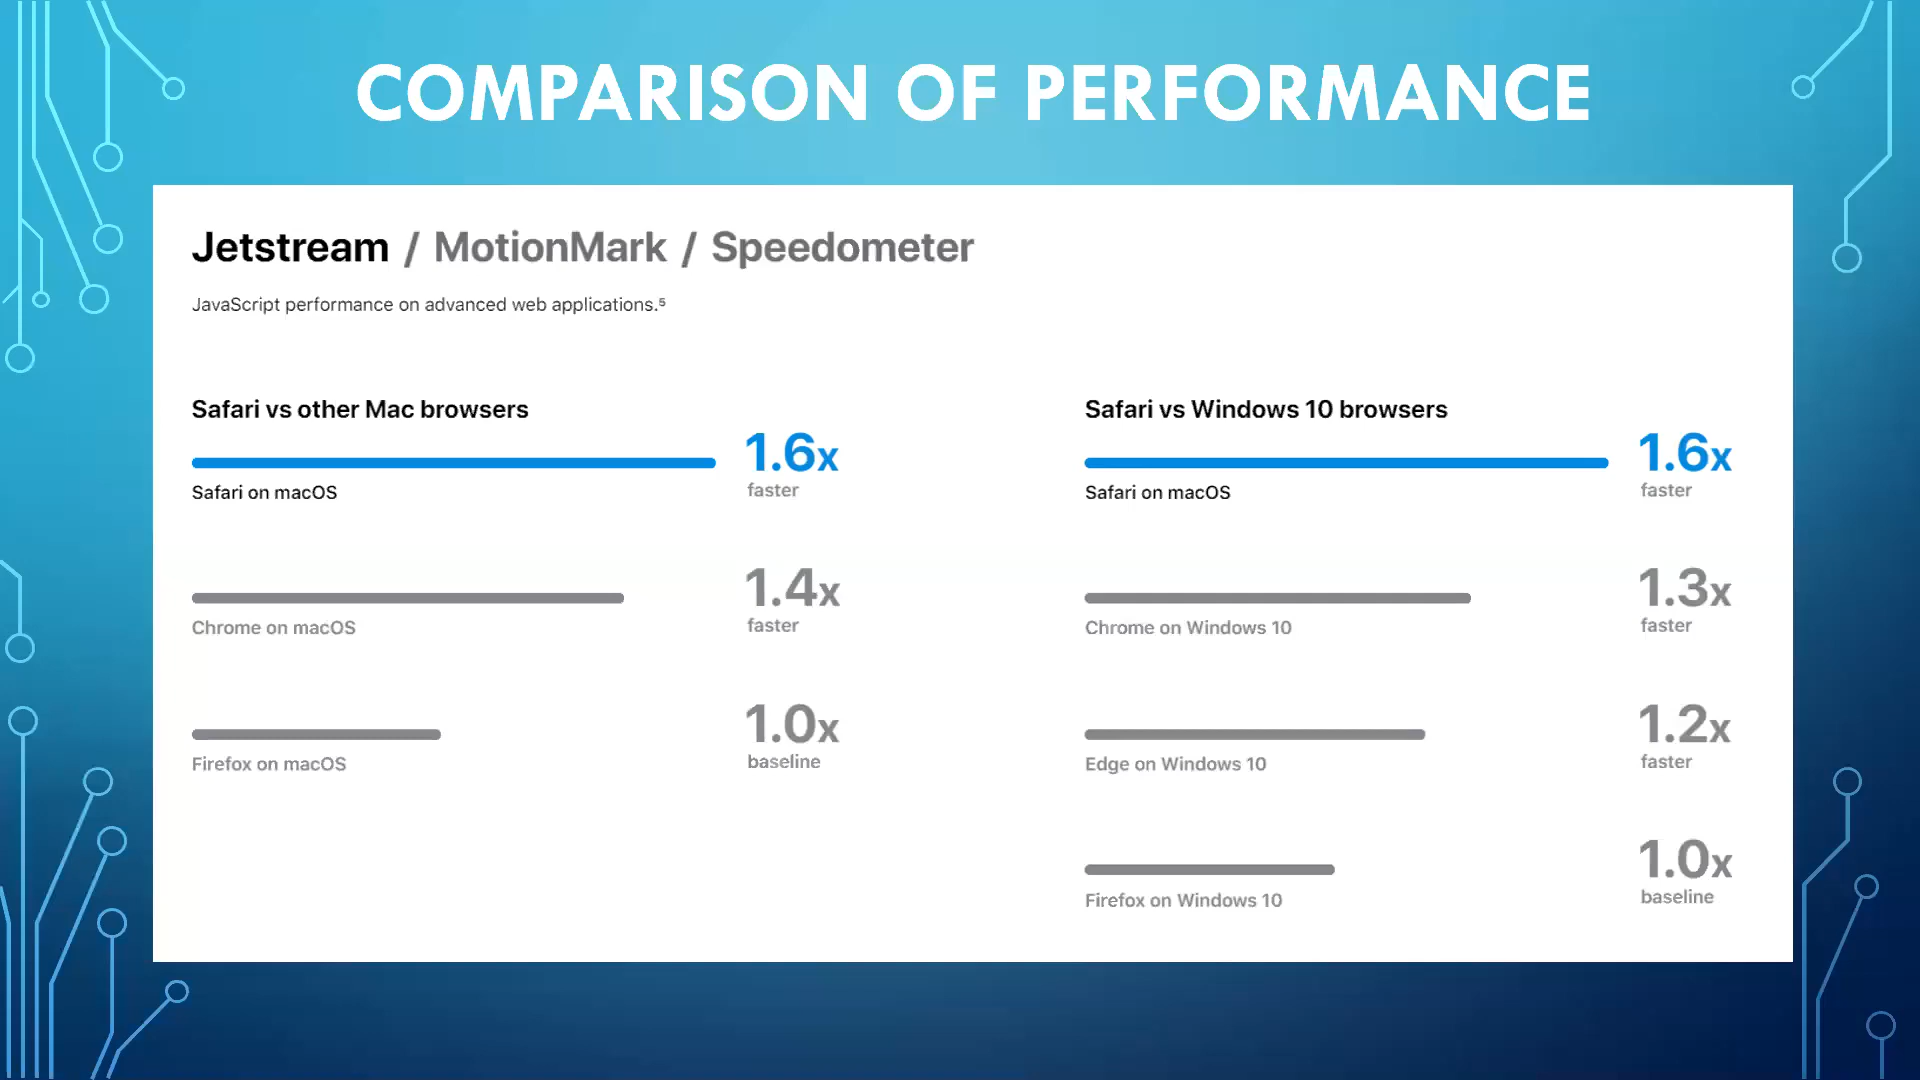 COMPARISON OF PERFORMANCE
Jetstream / MotionMark / Speedometer
JavaScript performance on advanced web applications.⁵
Safari vs other Mac browsers
1.6x
faster
Safari on macOS
1.4x
faster
Chrome on macOS
1.0x
baseline
Firefox on macOS
Safari vs Windows 10 browsers
1.6x
faster
Safari on macOS
1.3x
faster
Chrome on Windows 10
1.2x
faster
Edge on Windows 10
1.0x
baseline
Firefox on Windows 10